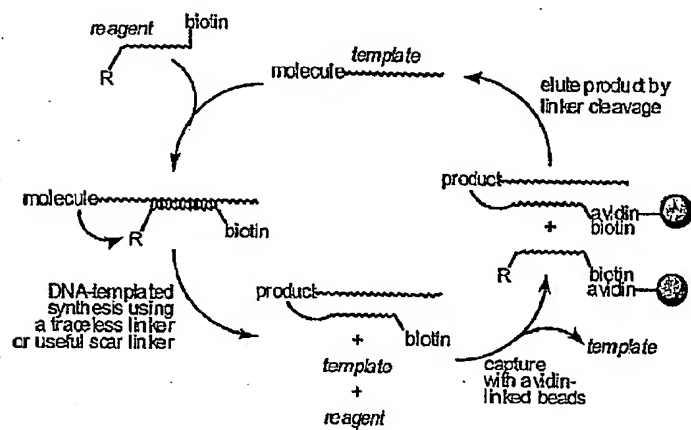 biotin
reagent
R
molecule template
elute product by
linker cleavage
molecule
R
biotin
product
avidin
+ biotin
R
biotin
avidin
DNA-templated
synthesis using
a traceless linker
or useful scar linker
product
+ biotin
template
+
reagent
capture
with avidin-
linked beads
template